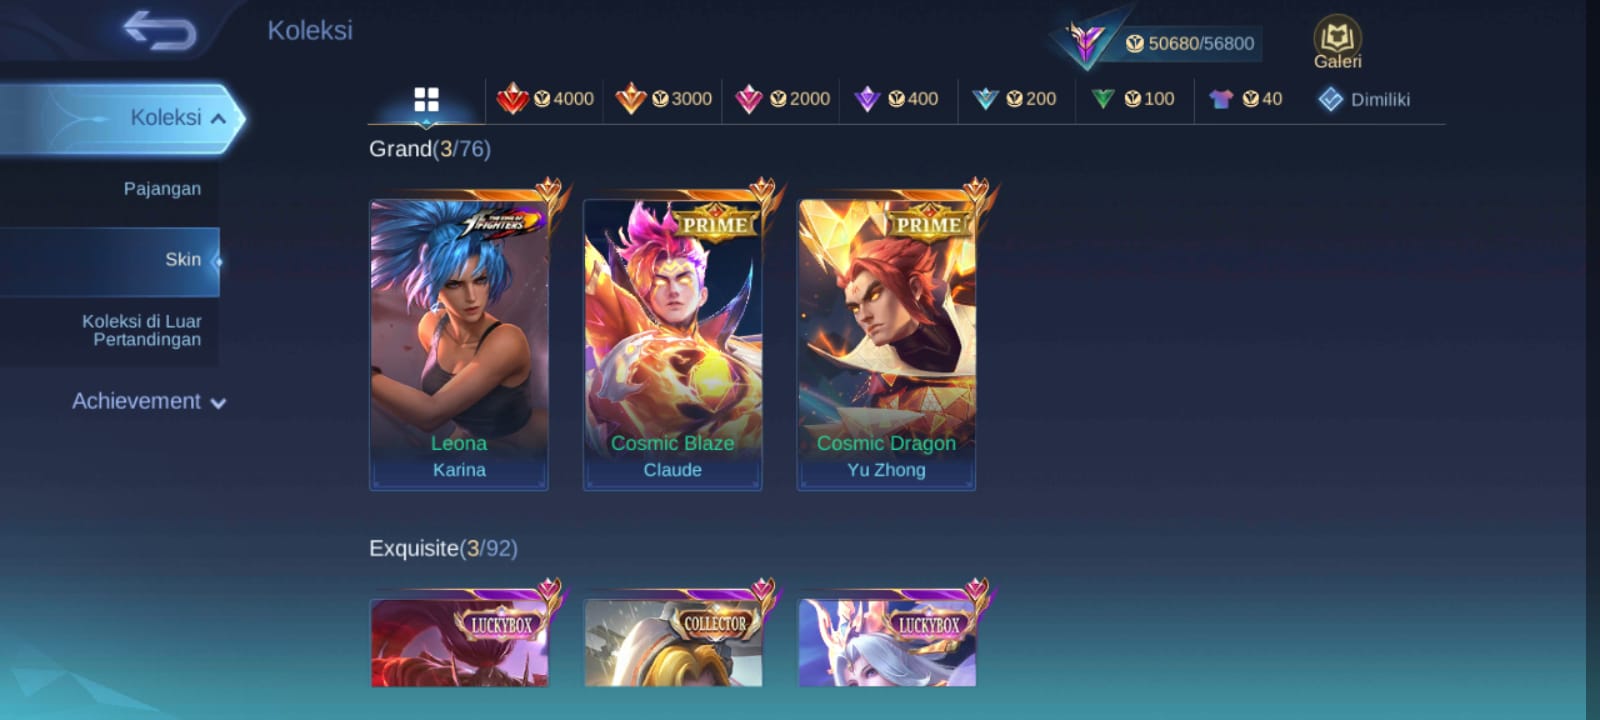 Koleksi
50680/56800
Galeri
4000
3000
2000
400
200
100
40
Dimiliki
Koleksi
Pajangan
Skin
Koleksi di Luar
Pertandingan
Achievement
Grand(3/76)
THE KING OF
FIGHTERS
Leona
Karina
PRIME
Cosmic Blaze
Claude
PRIME
Cosmic Dragon
Yu Zhong
Exquisite(3/92)
LUCKYBOX
COLLECTOR
LUCKYBOX